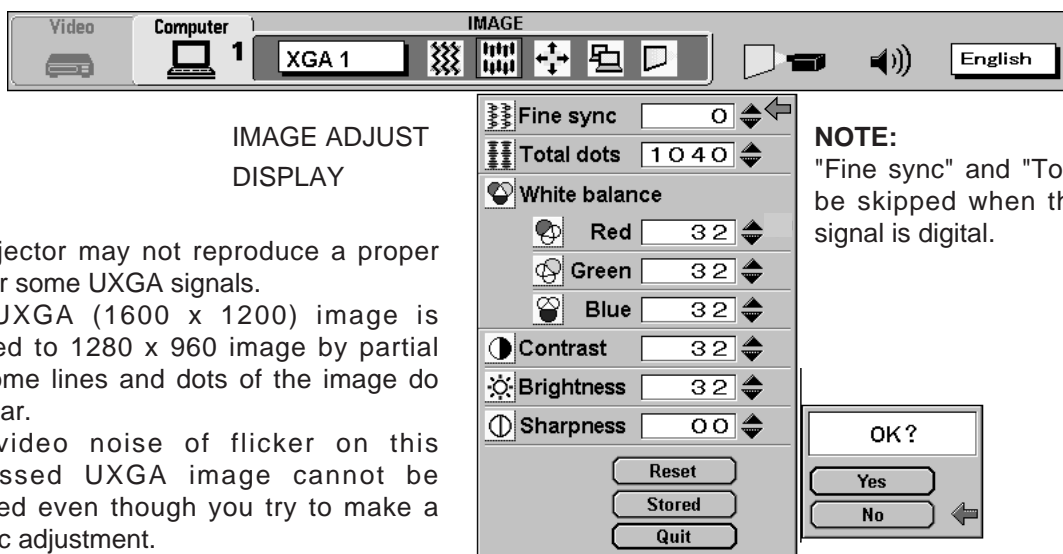 Video
Computer
1
IMAGE
XGA 1
English
IMAGE ADJUST
DISPLAY
jector may not reproduce a proper
r some UXGA signals.
UXGA (1600 x 1200) image is
ed to 1280 x 960 image by partial
ome lines and dots of the image do
ar.
video noise of flicker on this
essed UXGA image cannot be
ed even though you try to make a
c adjustment.
Fine sync 0
Total dots 1040
White balance
Red 32
Green 32
Blue 32
Contrast 32
Brightness 32
Sharpness 00
Reset
Stored
Quit
NOTE:
"Fine sync" and "To
be skipped when th
signal is digital.
OK?
Yes
No